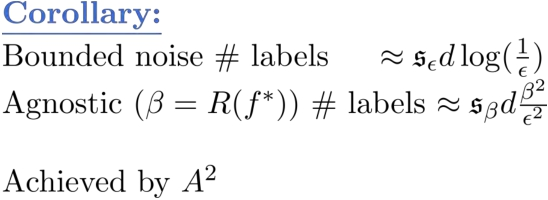 Corollary:
Bounded noise # labels ≈ 𝔰_ϵ d log(1/ϵ)
Agnostic (β = R(f*)) # labels ≈ 𝔰_β d β²/ϵ²
Achieved by A²